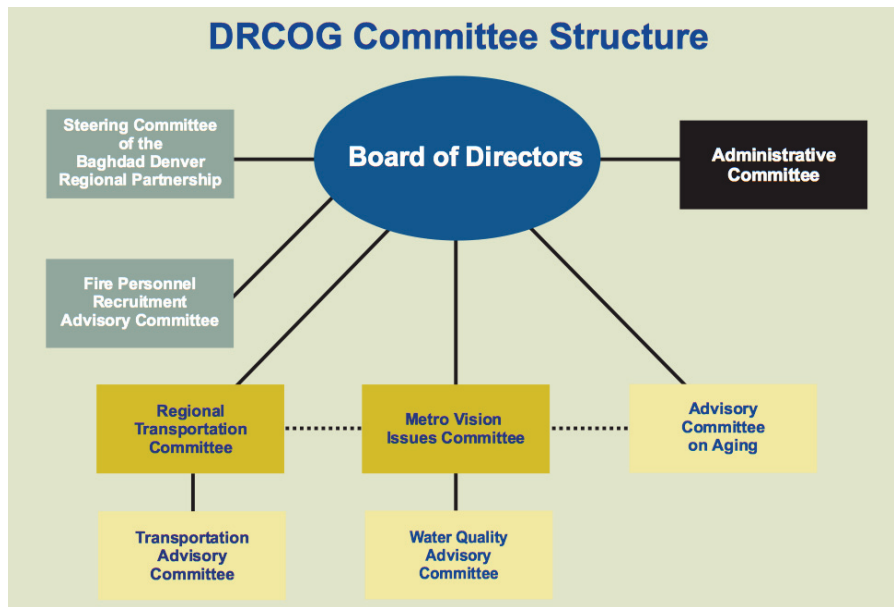 DRCOG Committee Structure
Steering Committee
of the
Baghdad Denver
Regional Partnership
Board of Directors
Administrative
Committee
Fire Personnel
Recruitment
Advisory Committee
Regional
Transportation
Committee
Metro Vision
Issues Committee
Advisory
Committee
on Aging
Transportation
Advisory
Committee
Water Quality
Advisory
Committee